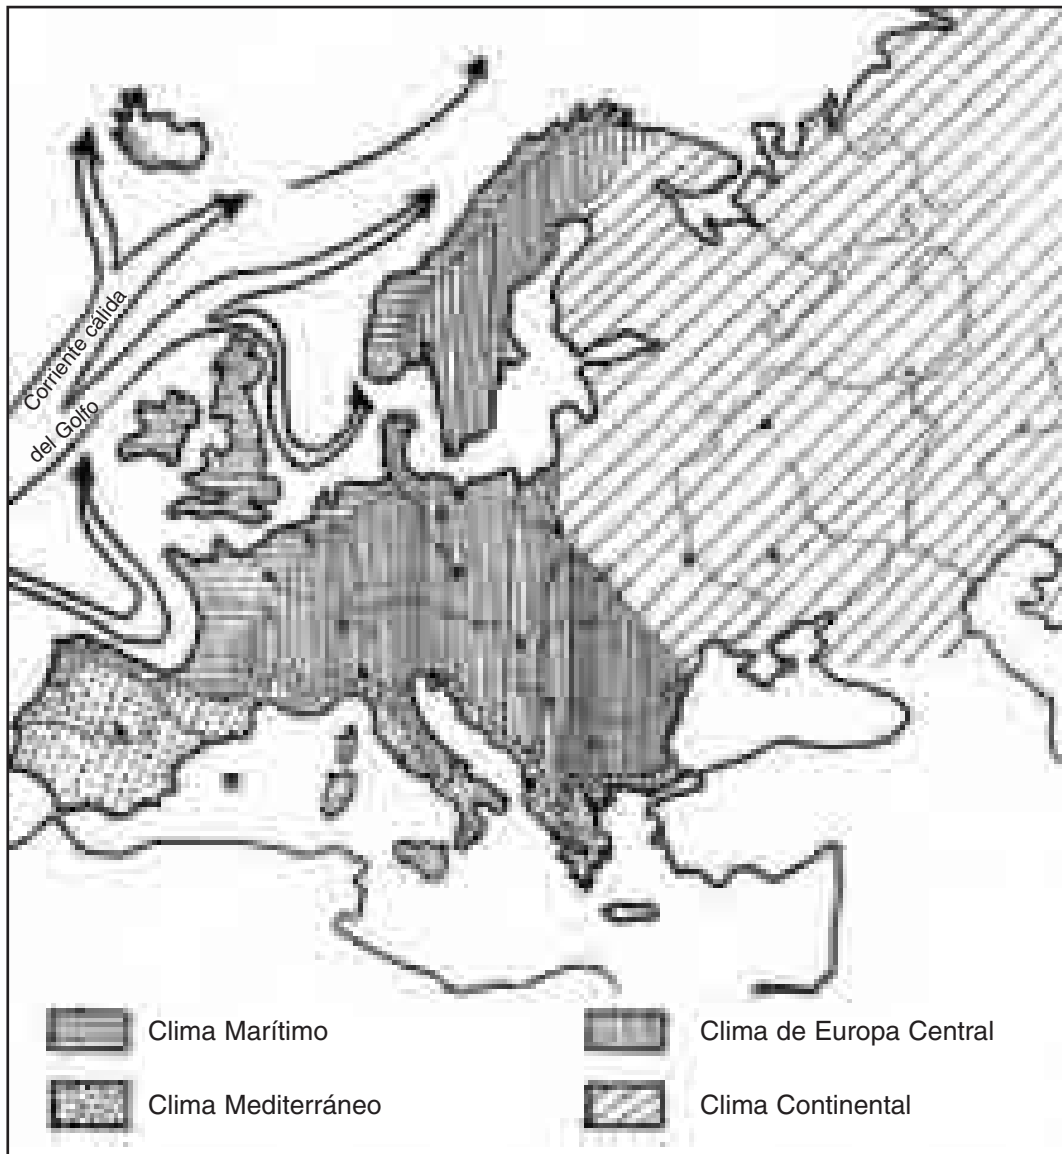 Corriente cálida
del Golfo
Clima Marítimo
Clima de Europa Central
Clima Mediterráneo
Clima Continental